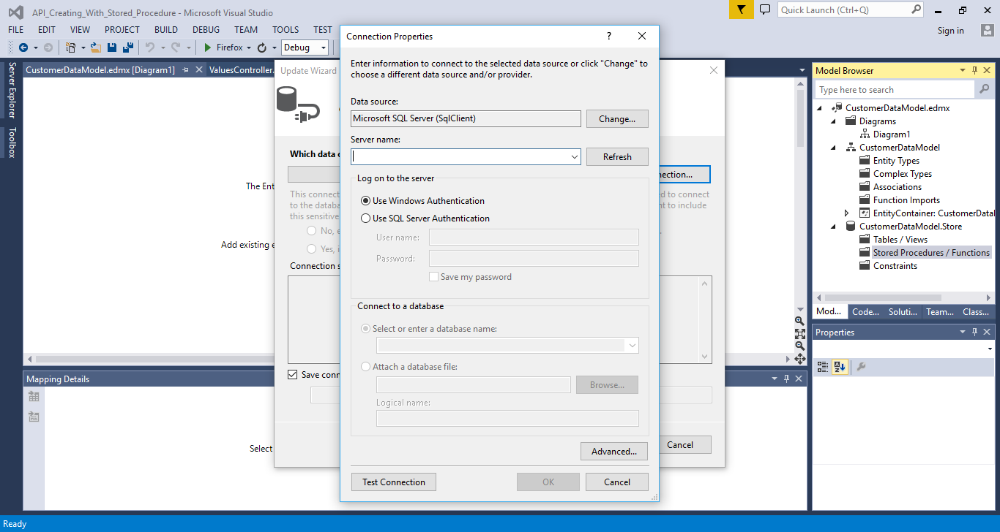 API_Creating_With_Stored_Procedure - Microsoft Visual Studio
Quick Launch (Ctrl+Q)
FILE EDIT VIEW PROJECT BUILD DEBUG TEAM TOOLS TEST
Sign in
Firefox
Debug
Server Explorer
Toolbox
CustomerDataModel.edmx [Diagram1]
ValuesController.
The Ent
Add existing e
Update Wizard
Which data c
nection...
This connect
to the databa
this sensitive
d to connect
nt to include
No, e
Yes, i
Connection s
Save conn
Cancel
Connection Properties
?
Enter information to connect to the selected data source or click "Change" to
choose a different data source and/or provider.
Data source:
Microsoft SQL Server (SqlClient)
Change...
Server name:
Refresh
Log on to the server
Use Windows Authentication
Use SQL Server Authentication
User name:
Password:
Save my password
Connect to a database
Select or enter a database name:
Attach a database file:
Browse...
Logical name:
Advanced...
Test Connection
OK
Cancel
Model Browser
Type here to search
CustomerDataModel.edmx
Diagrams
Diagram1
CustomerDataModel
Entity Types
Complex Types
Associations
Function Imports
EntityContainer: CustomerDatal
CustomerDataModel.Store
Tables / Views
Stored Procedures / Functions
Constraints
Mod... Code... Soluti... Team... Class...
Properties
Mapping Details
Select
Ready